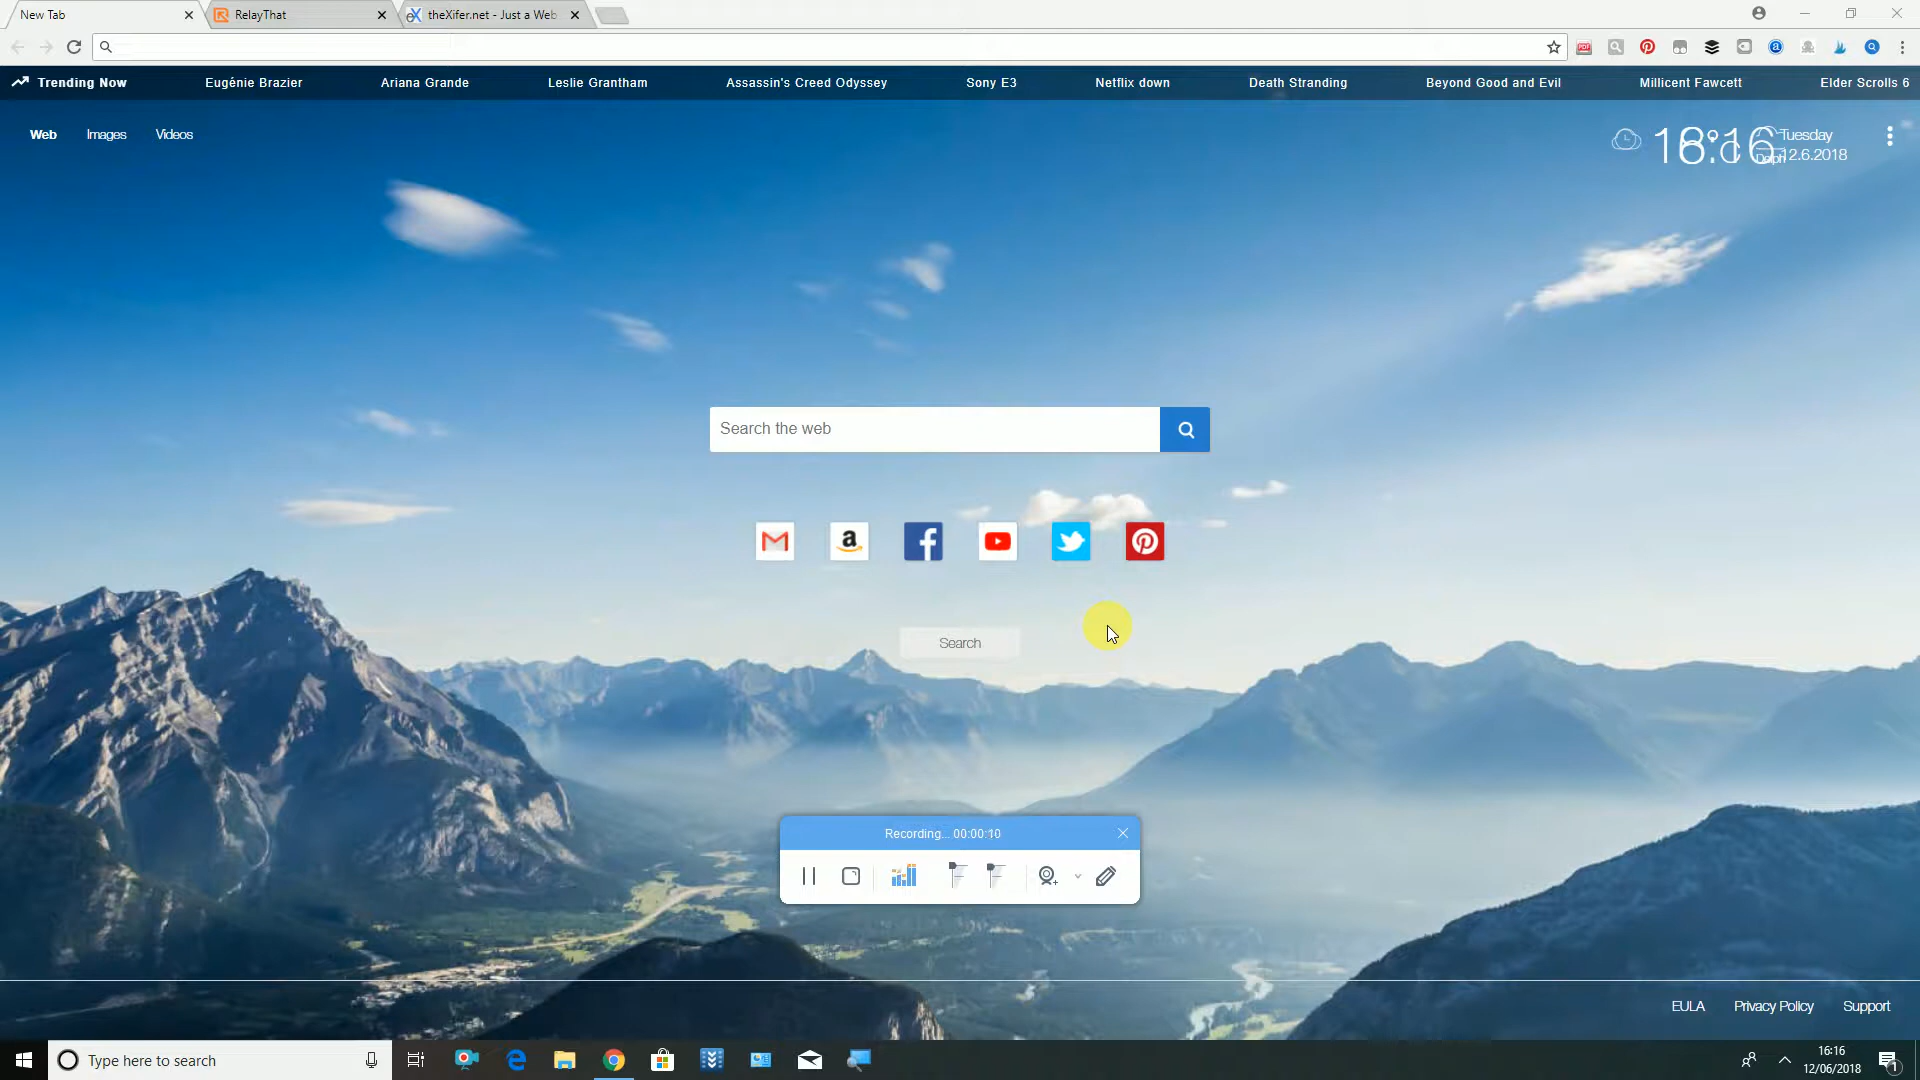 New Tab
RelayThat
theXifer.net - Just a Web
Trending Now
Eugénie Brazier
Ariana Grande
Leslie Grantham
Assassin's Creed Odyssey
Sony E3
Netflix down
Death Stranding
Beyond Good and Evil
Millicent Fawcett
Elder Scrolls 6
Web
Images
Videos
Tuesday
12.6.2018
Search the web
Search
Recording... 00:00:10
EULA
Privacy Policy
Support
Type here to search
16:16
12/06/2018